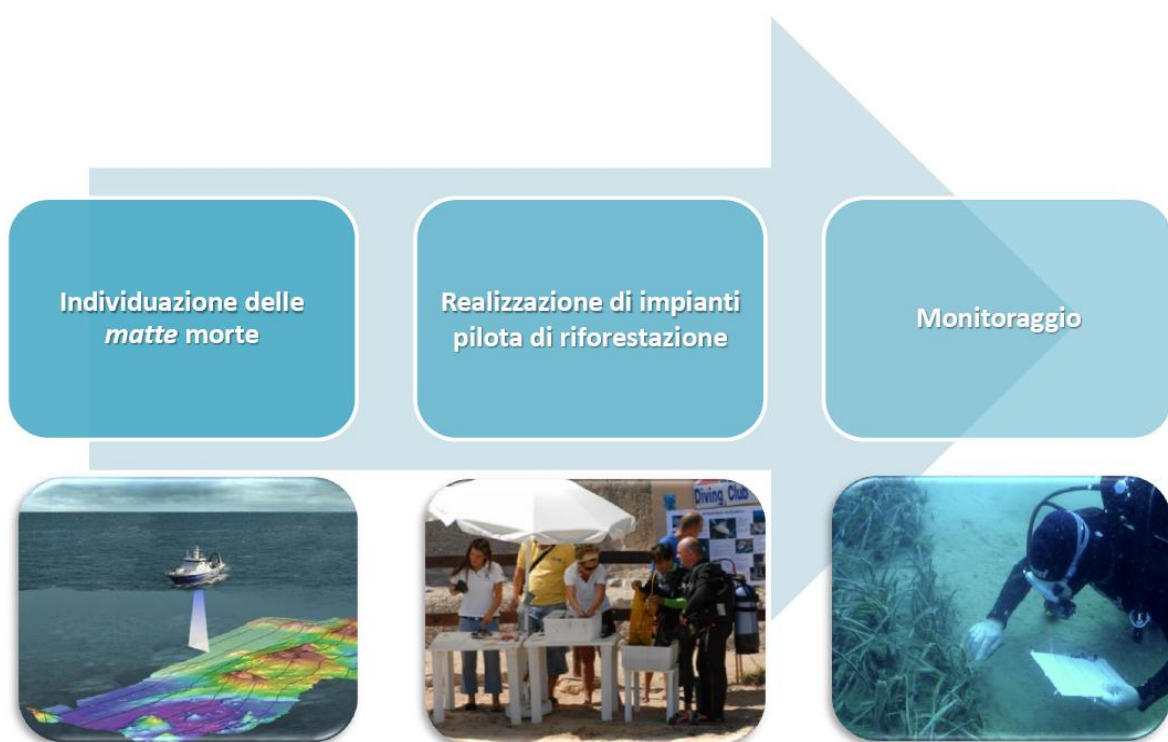 Individuazione delle
matte morte
Realizzazione di impianti
pilota di riforestazione
Monitoraggio
Diving Club